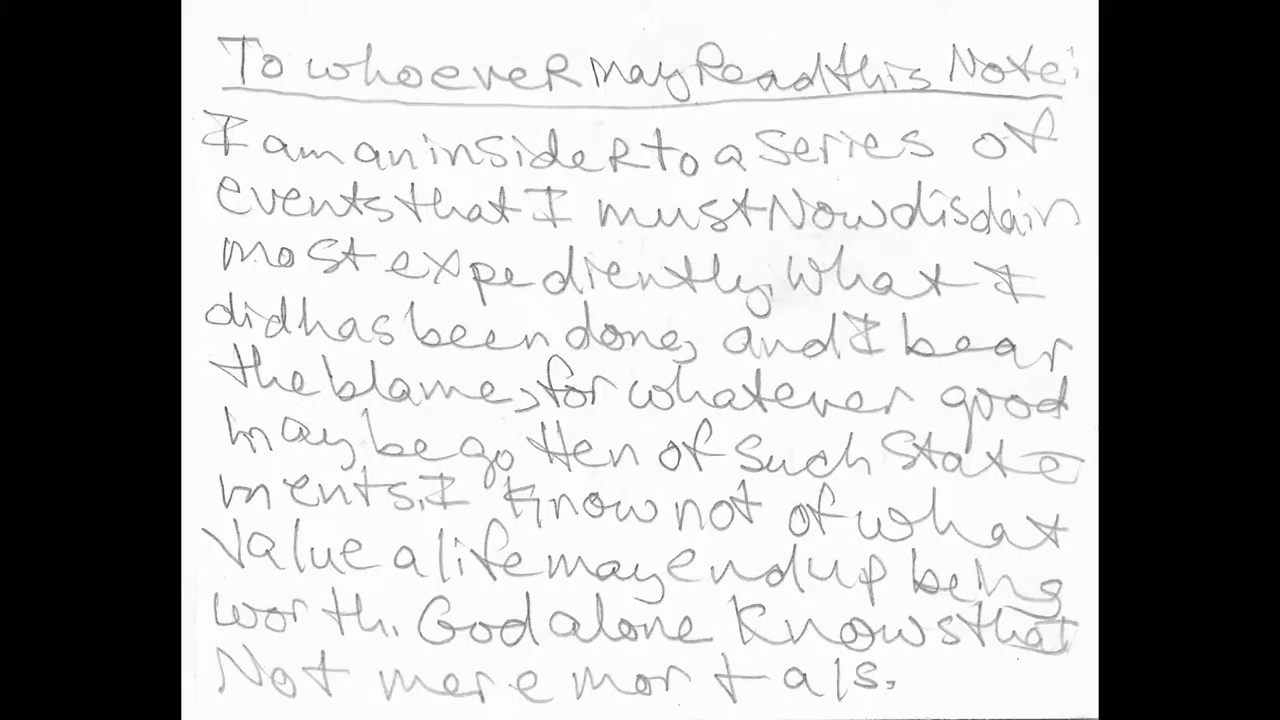 To whoever may Read this Note:
I am an insider to a series of
events that I must Now disdain
most expediently. What I
did has been done, and I bear
the blame, for whatever good
may be gotten of such state
ments. I know not of what
value a life may end up being
worth. God alone knows that
Not mere mortals.